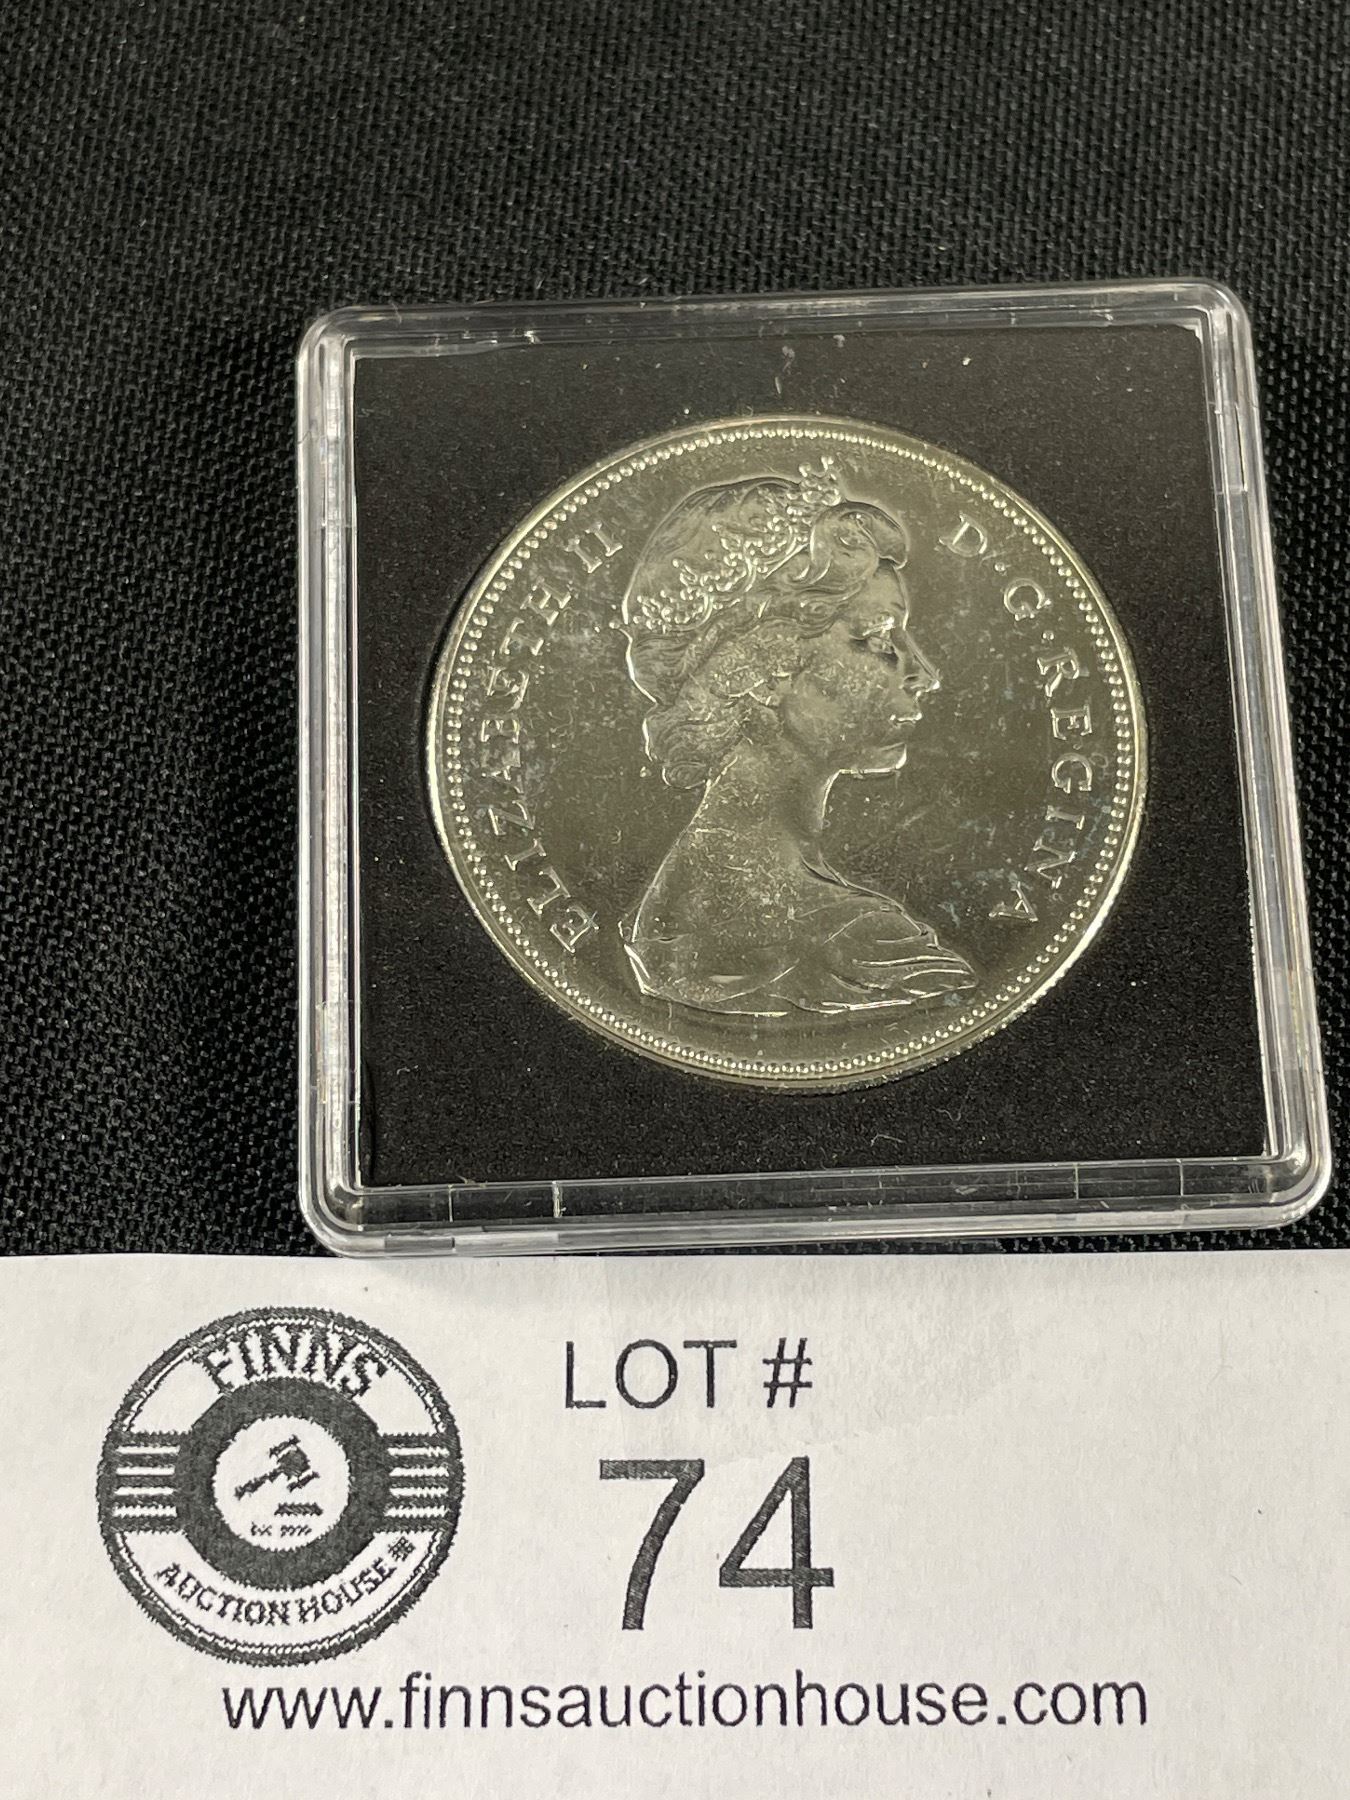 ELIZABETH II D·G·REGINA
FINNS
AUCTION HOUSE
LOT #
74
www.finnsauctionhouse.com